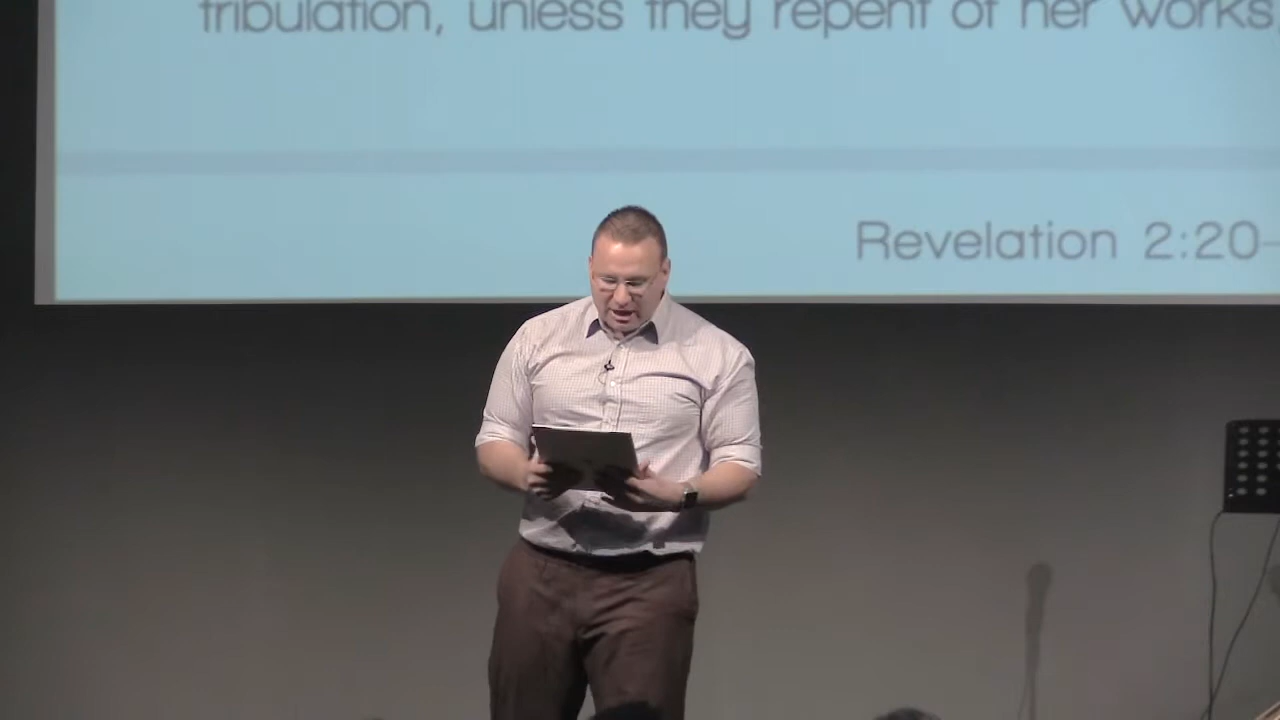 tribulation, unless they repent of her works,
Revelation 2:20-